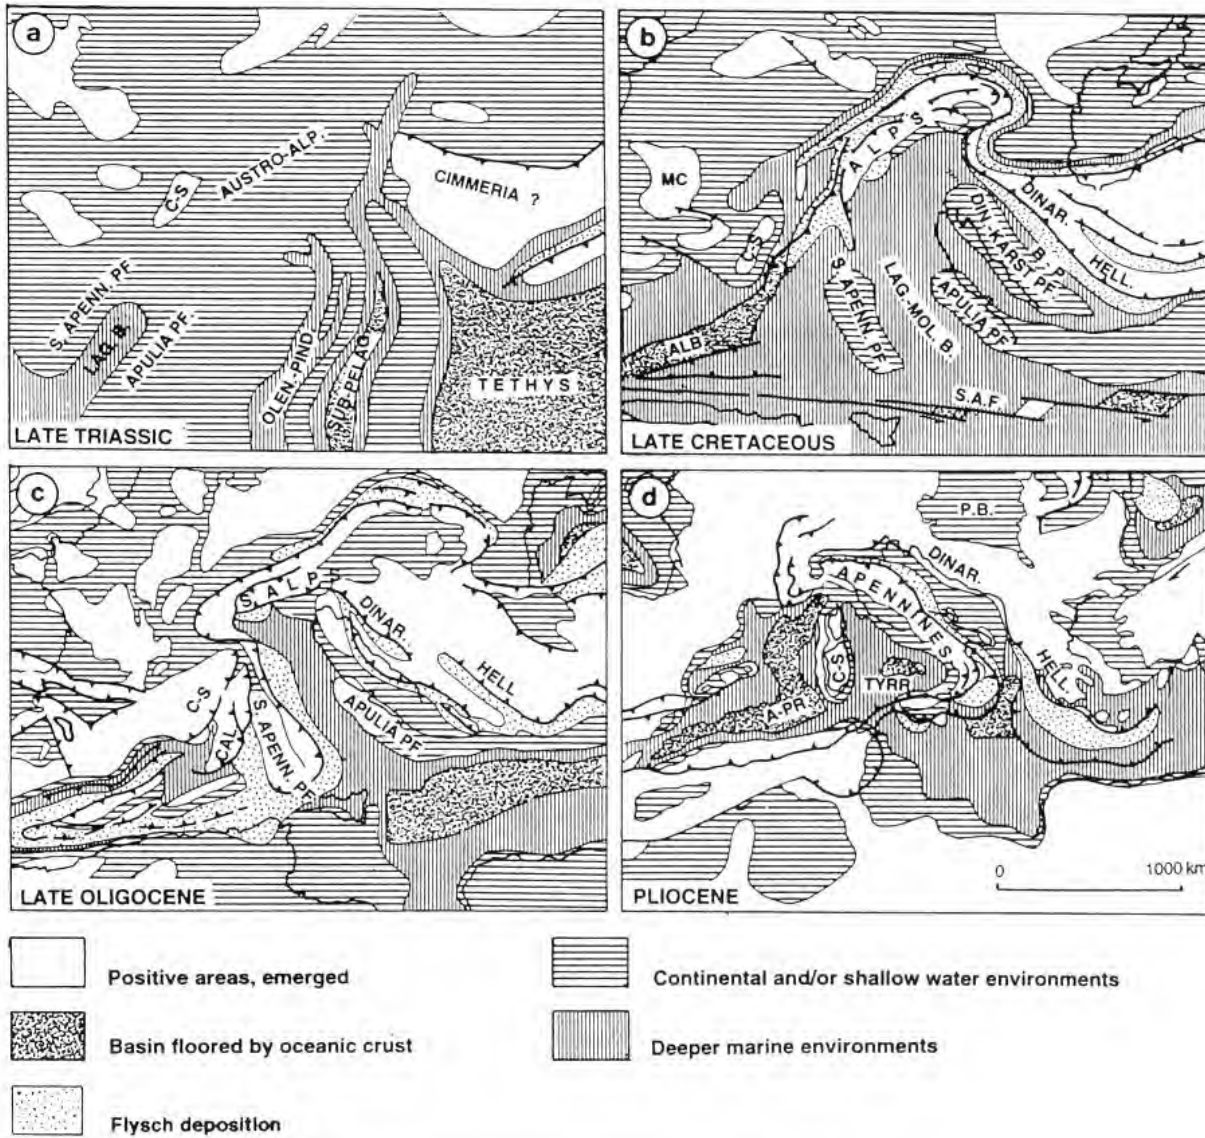 a
AUSTRO-ALP.
C-S
CIMMERIA ?
S. APENN. PF
LAG. B.
APULIA PF.
OLEN.-PIND
SUB-PELAG.
TETHYS
LATE TRIASSIC
b
ALPS
MC
C-S
DINAR.
B. PF.
DIN.-KARST PF.
HELL.
S. APENN. PF.
LAG.-MOL. B.
APULIA PF.
ALB
S.A.F.
LATE CRETACEOUS
c
S. ALPS
DINAR.
HELL.
C-S
CAL.
S. APENN. PF.
APULIA PF.
LATE OLIGOCENE
d
P.B.
DINAR.
APENNINES
C-S
TYRR
HELL.
A-PR.
PLIOCENE
0 1000 km
Positive areas, emerged
Continental and/or shallow water environments
Basin floored by oceanic crust
Deeper marine environments
Flysch deposition